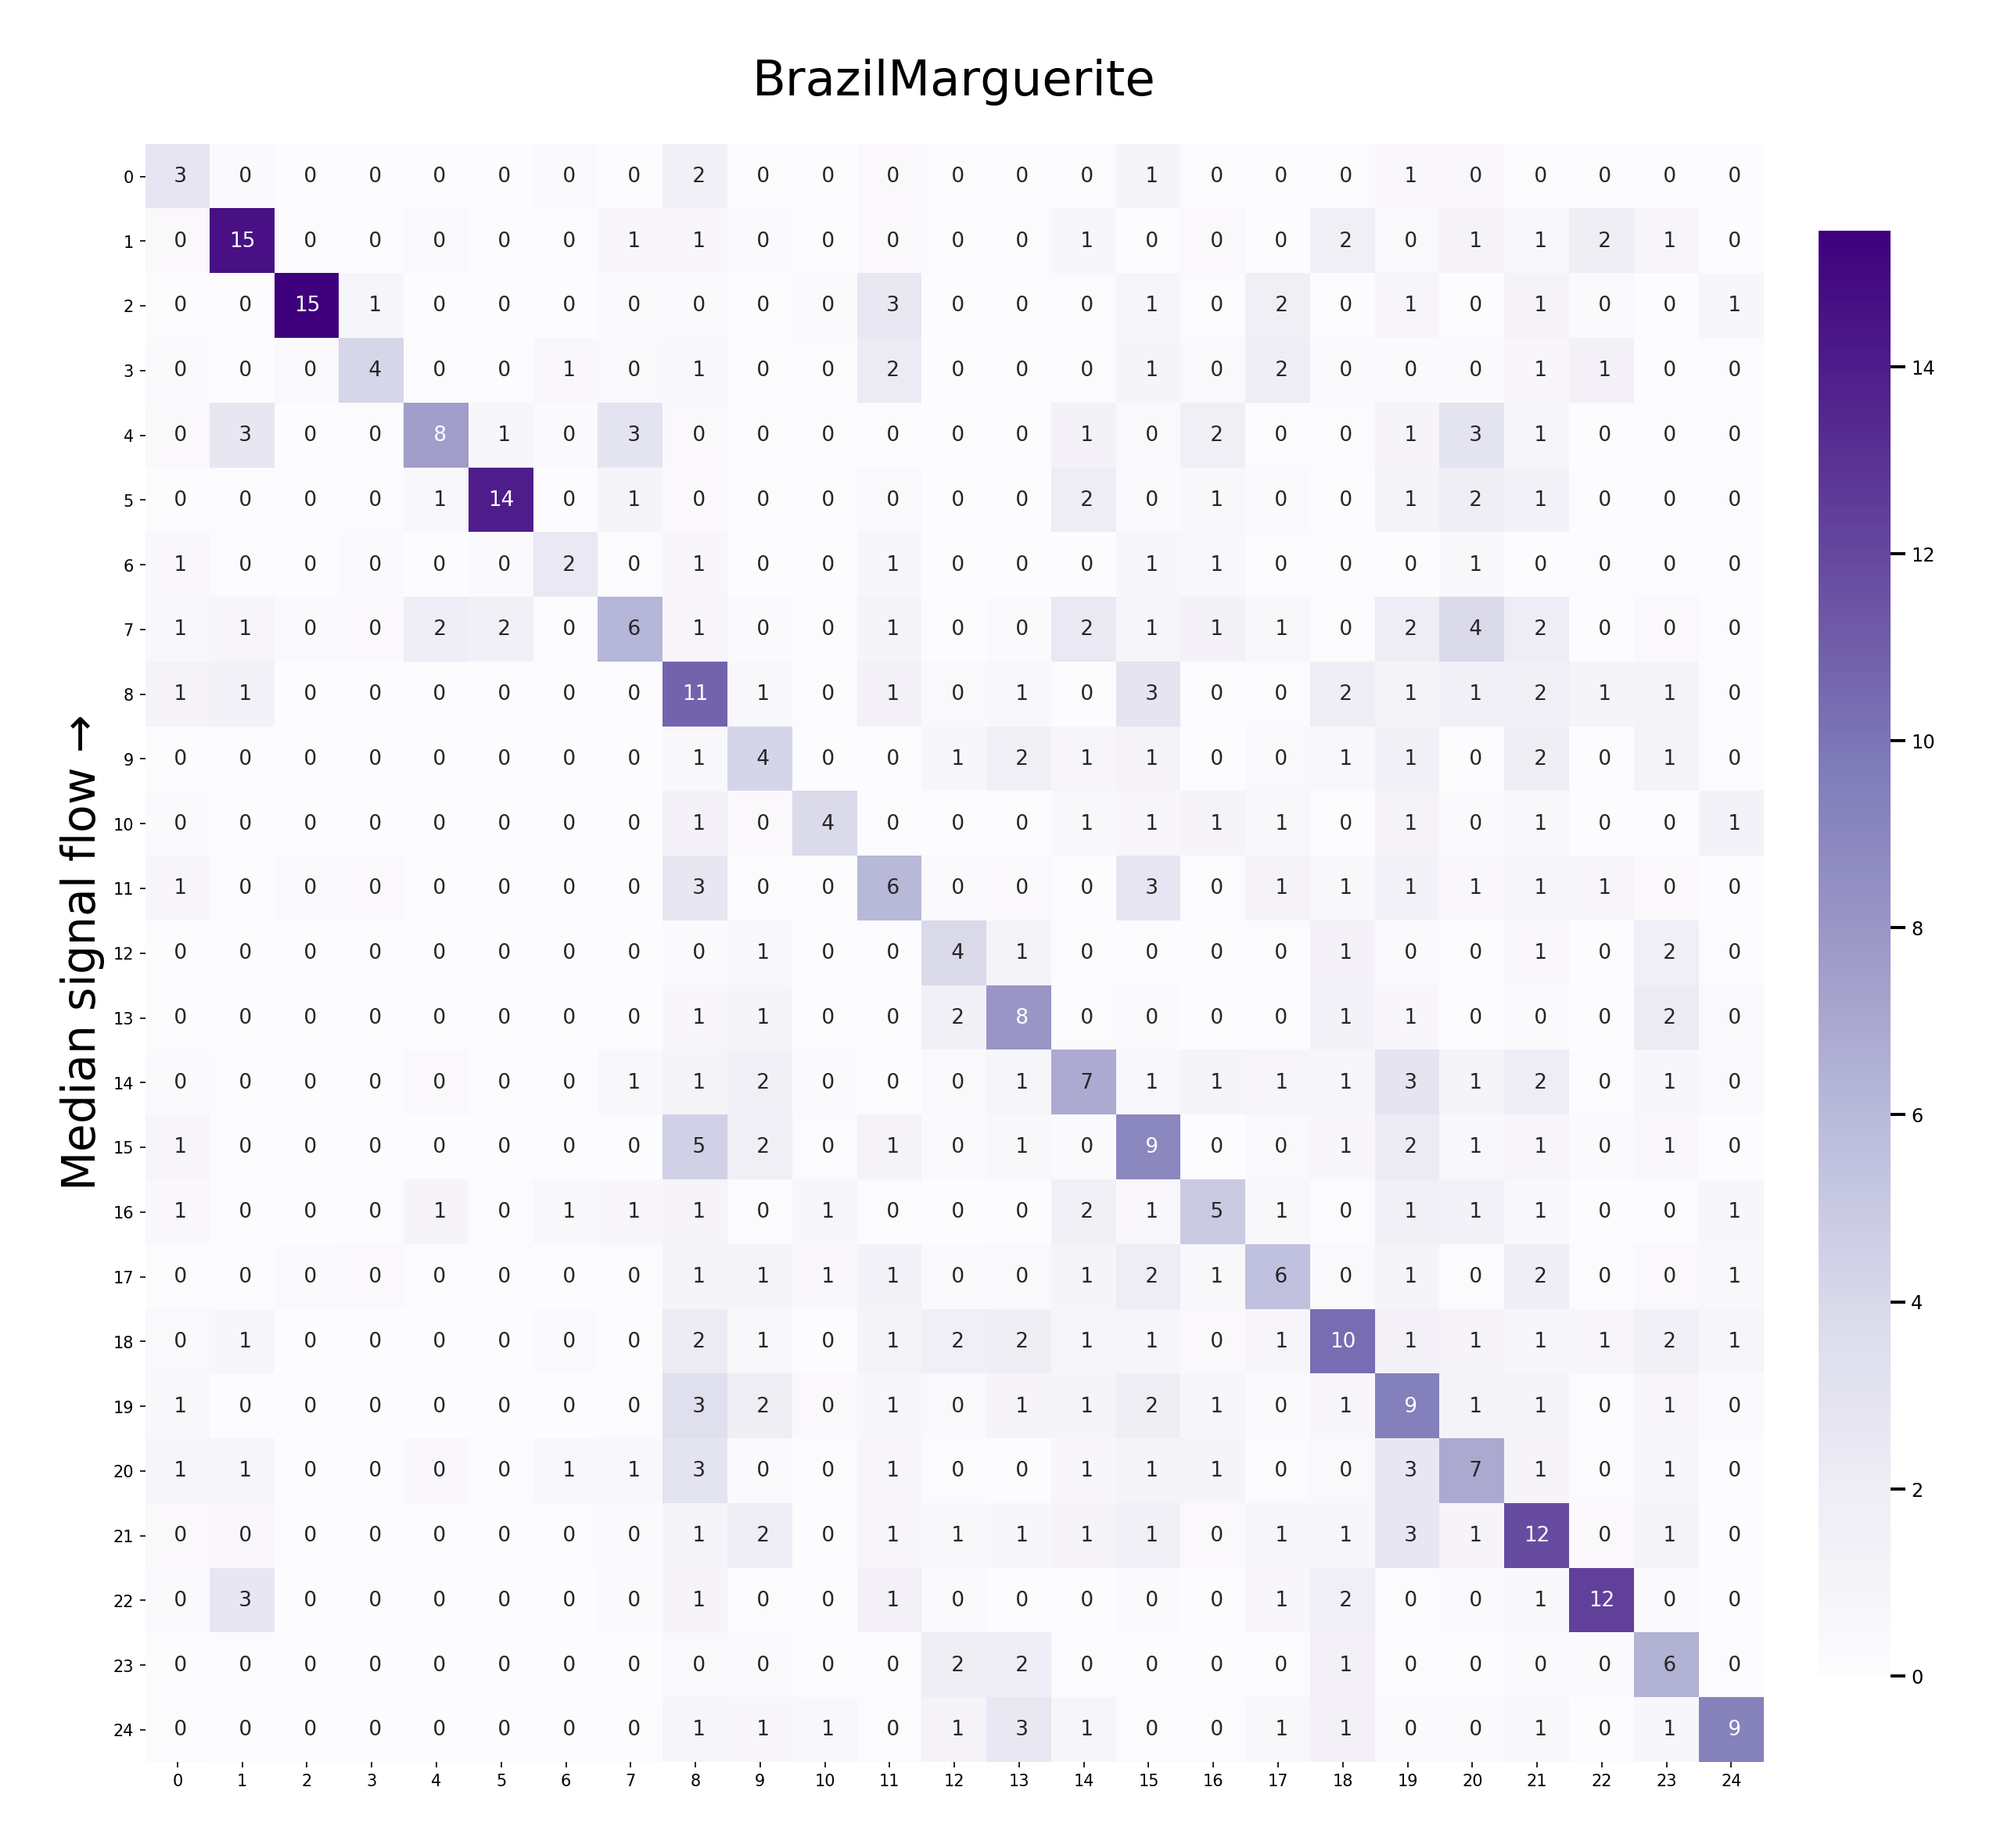 BrazilMarguerite
Median signal flow →
0 3 0 0 0 0 0 0 0 2 0 0 0 0 0 0 1 0 0 0 1 0 0 0 0 0
1 0 15 0 0 0 0 0 1 1 0 0 0 0 0 1 0 0 0 2 0 1 1 2 1 0
2 0 0 15 1 0 0 0 0 0 0 0 3 0 0 0 1 0 2 0 1 0 1 0 0 1
3 0 0 0 4 0 0 1 0 1 0 0 2 0 0 0 1 0 2 0 0 0 1 1 0 0
4 0 3 0 0 8 1 0 3 0 0 0 0 0 0 1 0 2 0 0 1 3 1 0 0 0
5 0 0 0 0 1 14 0 1 0 0 0 0 0 0 2 0 1 0 0 1 2 1 0 0 0
6 1 0 0 0 0 0 2 0 1 0 0 1 0 0 0 1 1 0 0 0 1 0 0 0 0
7 1 1 0 0 2 2 0 6 1 0 0 1 0 0 2 1 1 1 0 2 4 2 0 0 0
8 1 1 0 0 0 0 0 0 11 1 0 1 0 1 0 3 0 0 2 1 1 2 1 1 0
9 0 0 0 0 0 0 0 0 1 4 0 0 1 2 1 1 0 0 1 1 0 2 0 1 0
10 0 0 0 0 0 0 0 0 1 0 4 0 0 0 1 1 1 1 0 1 0 1 0 0 1
11 1 0 0 0 0 0 0 0 3 0 0 6 0 0 0 3 0 1 1 1 1 1 1 0 0
12 0 0 0 0 0 0 0 0 0 1 0 0 4 1 0 0 0 0 1 0 0 1 0 2 0
13 0 0 0 0 0 0 0 0 1 1 0 0 2 8 0 0 0 0 1 1 0 0 0 2 0
14 0 0 0 0 0 0 0 1 1 2 0 0 0 1 7 1 1 1 1 3 1 2 0 1 0
15 1 0 0 0 0 0 0 0 5 2 0 1 0 1 0 9 0 0 1 2 1 1 0 1 0
16 1 0 0 0 1 0 1 1 1 0 1 0 0 0 2 1 5 1 0 1 1 1 0 0 1
17 0 0 0 0 0 0 0 0 1 1 1 1 0 0 1 2 1 6 0 1 0 2 0 0 1
18 0 1 0 0 0 0 0 0 2 1 0 1 2 2 1 1 0 1 10 1 1 1 1 2 1
19 1 0 0 0 0 0 0 0 3 2 0 1 0 1 1 2 1 0 1 9 1 1 0 1 0
20 1 1 0 0 0 0 1 1 3 0 0 1 0 0 1 1 1 0 0 3 7 1 0 1 0
21 0 0 0 0 0 0 0 0 1 2 0 1 1 1 1 1 0 1 1 3 1 12 0 1 0
22 0 3 0 0 0 0 0 0 1 0 0 1 0 0 0 0 0 1 2 0 0 1 12 0 0
23 0 0 0 0 0 0 0 0 0 0 0 0 2 2 0 0 0 0 1 0 0 0 0 6 0
24 0 0 0 0 0 0 0 0 1 1 1 0 1 3 1 0 0 1 1 0 0 1 0 1 9
0 1 2 3 4 5 6 7 8 9 10 11 12 13 14 15 16 17 18 19 20 21 22 23 24
14
12
10
8
6
4
2
0